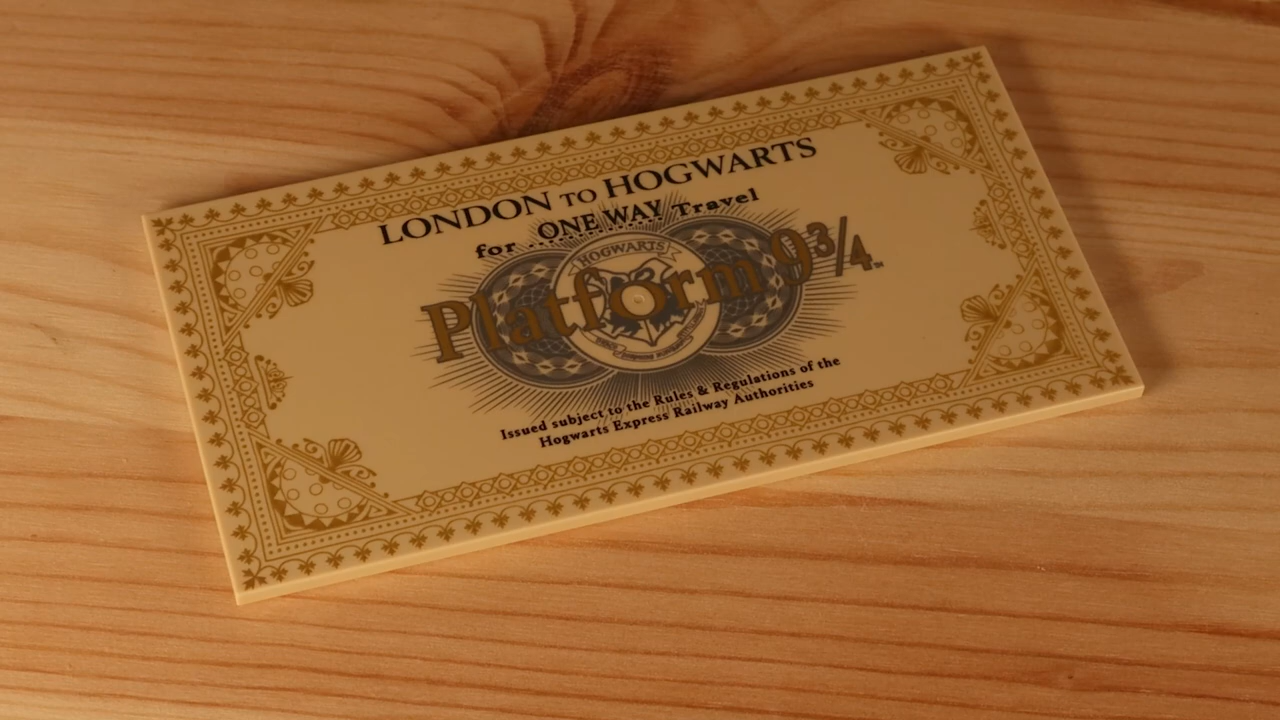 LONDON TO HOGWARTS
for ONE WAY Travel
HOGWARTS
Platform 9¾
Issued subject to the Rules & Regulations of the
Hogwarts Express Railway Authorities